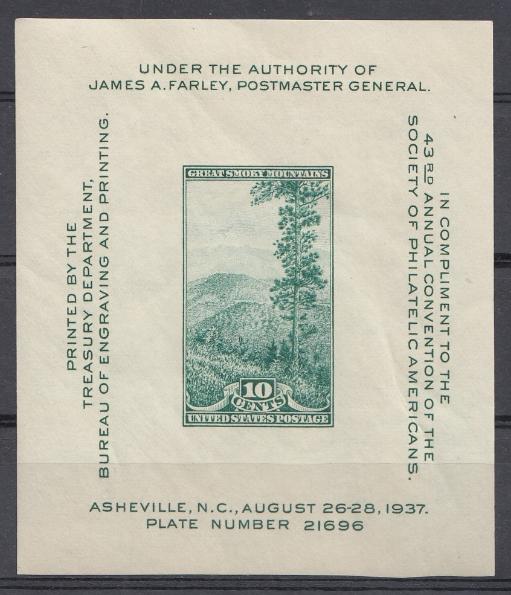 UNDER THE AUTHORITY OF
JAMES A. FARLEY, POSTMASTER GENERAL.
PRINTED BY THE
TREASURY DEPARTMENT,
BUREAU OF ENGRAVING AND PRINTING.
GREAT SMOKY MOUNTAINS
10
CENTS
UNITED STATES POSTAGE
IN COMPLIMENT TO THE
43RD ANNUAL CONVENTION OF THE
SOCIETY OF PHILATELIC AMERICANS.
ASHEVILLE, N.C., AUGUST 26-28, 1937.
PLATE NUMBER 21696